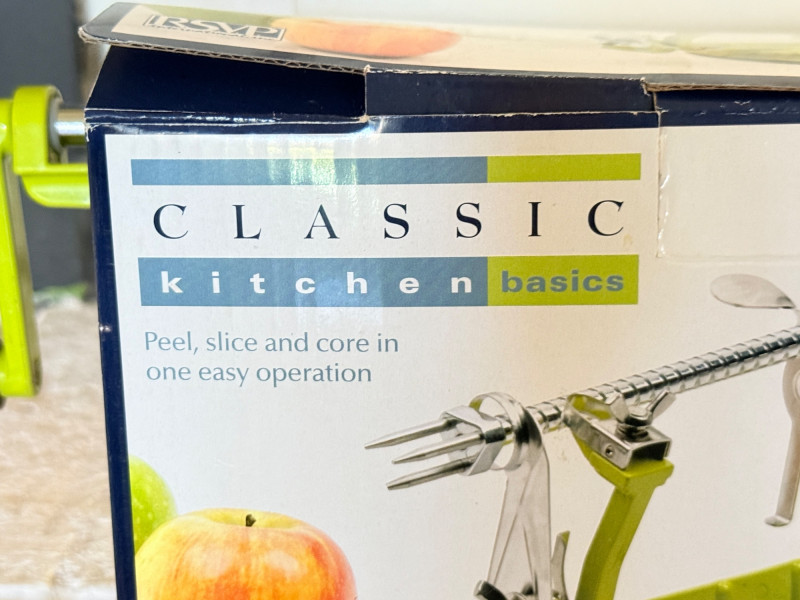 RSVP
CLASSIC
kitchen basics
Peel, slice and core in
one easy operation